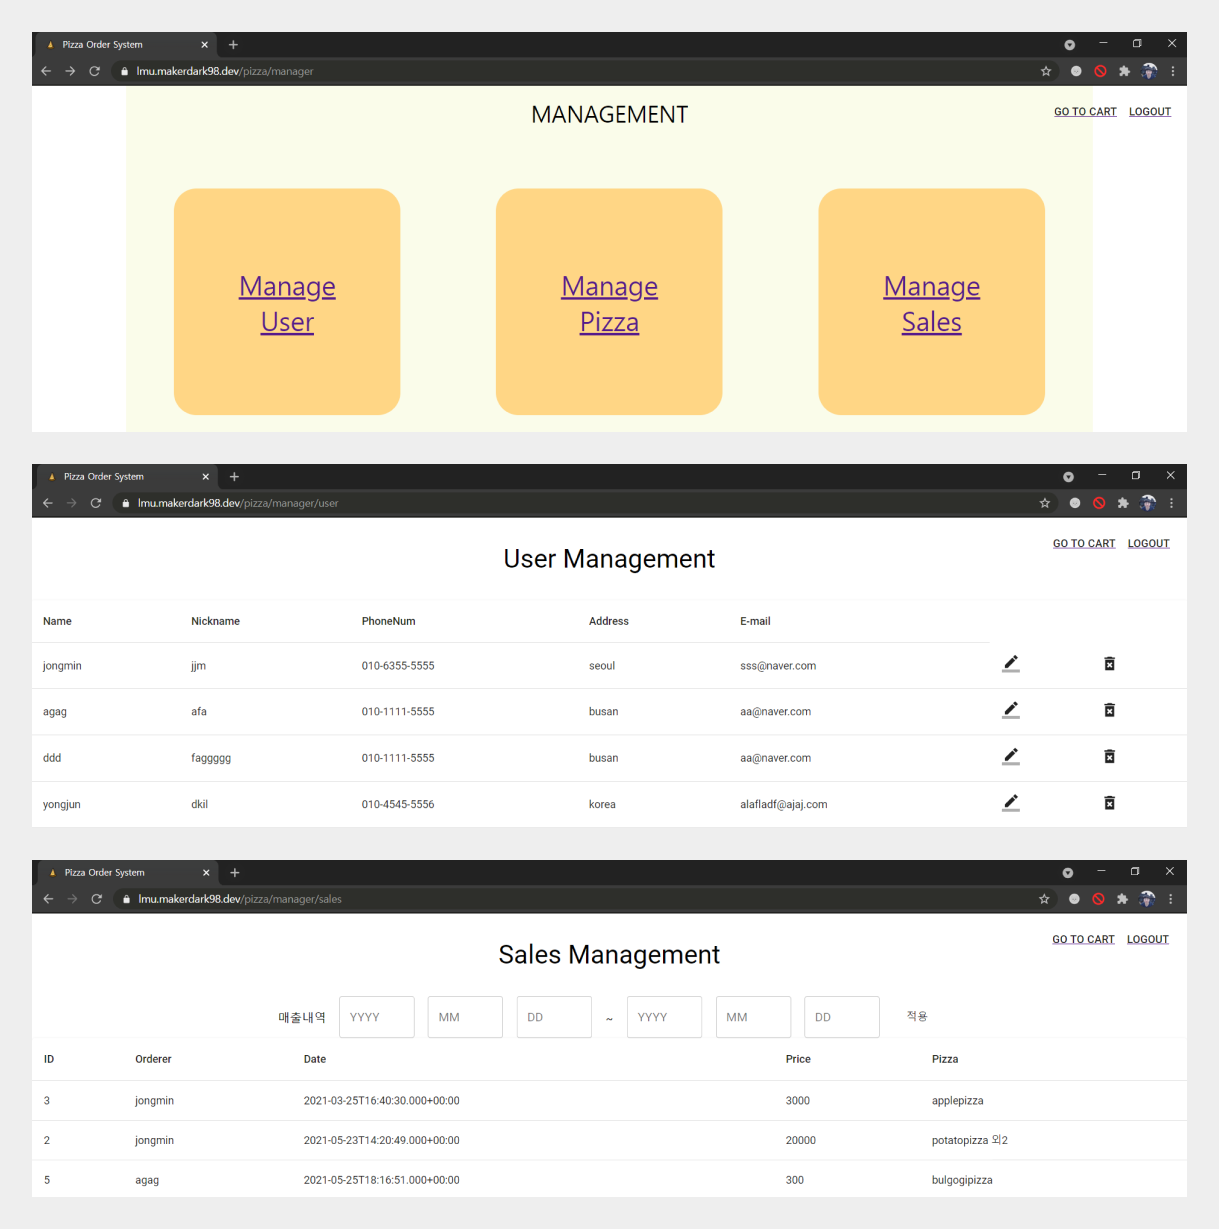 Pizza Order System
lmu.makerdark98.dev/pizza/manager
MANAGEMENT
GO TO CART LOGOUT
Manage
User
Manage
Pizza
Manage
Sales
Pizza Order System
lmu.makerdark98.dev/pizza/manager/user
GO TO CART LOGOUT
User Management
Name Nickname PhoneNum Address E-mail
jongmin jjm 010-6355-5555 seoul sss@naver.com
agag afa 010-1111-5555 busan aa@naver.com
ddd faggggg 010-1111-5555 busan aa@naver.com
yongjun dkil 010-4545-5556 korea alafladf@ajaj.com
Pizza Order System
lmu.makerdark98.dev/pizza/manager/sales
GO TO CART LOGOUT
Sales Management
매출내역 YYYY MM DD ~ YYYY MM DD 적용
ID Orderer Date Price Pizza
3 jongmin 2021-03-25T16:40:30.000+00:00 3000 applepizza
2 jongmin 2021-05-23T14:20:49.000+00:00 20000 potatopizza 외2
5 agag 2021-05-25T18:16:51.000+00:00 300 bulgogipizza